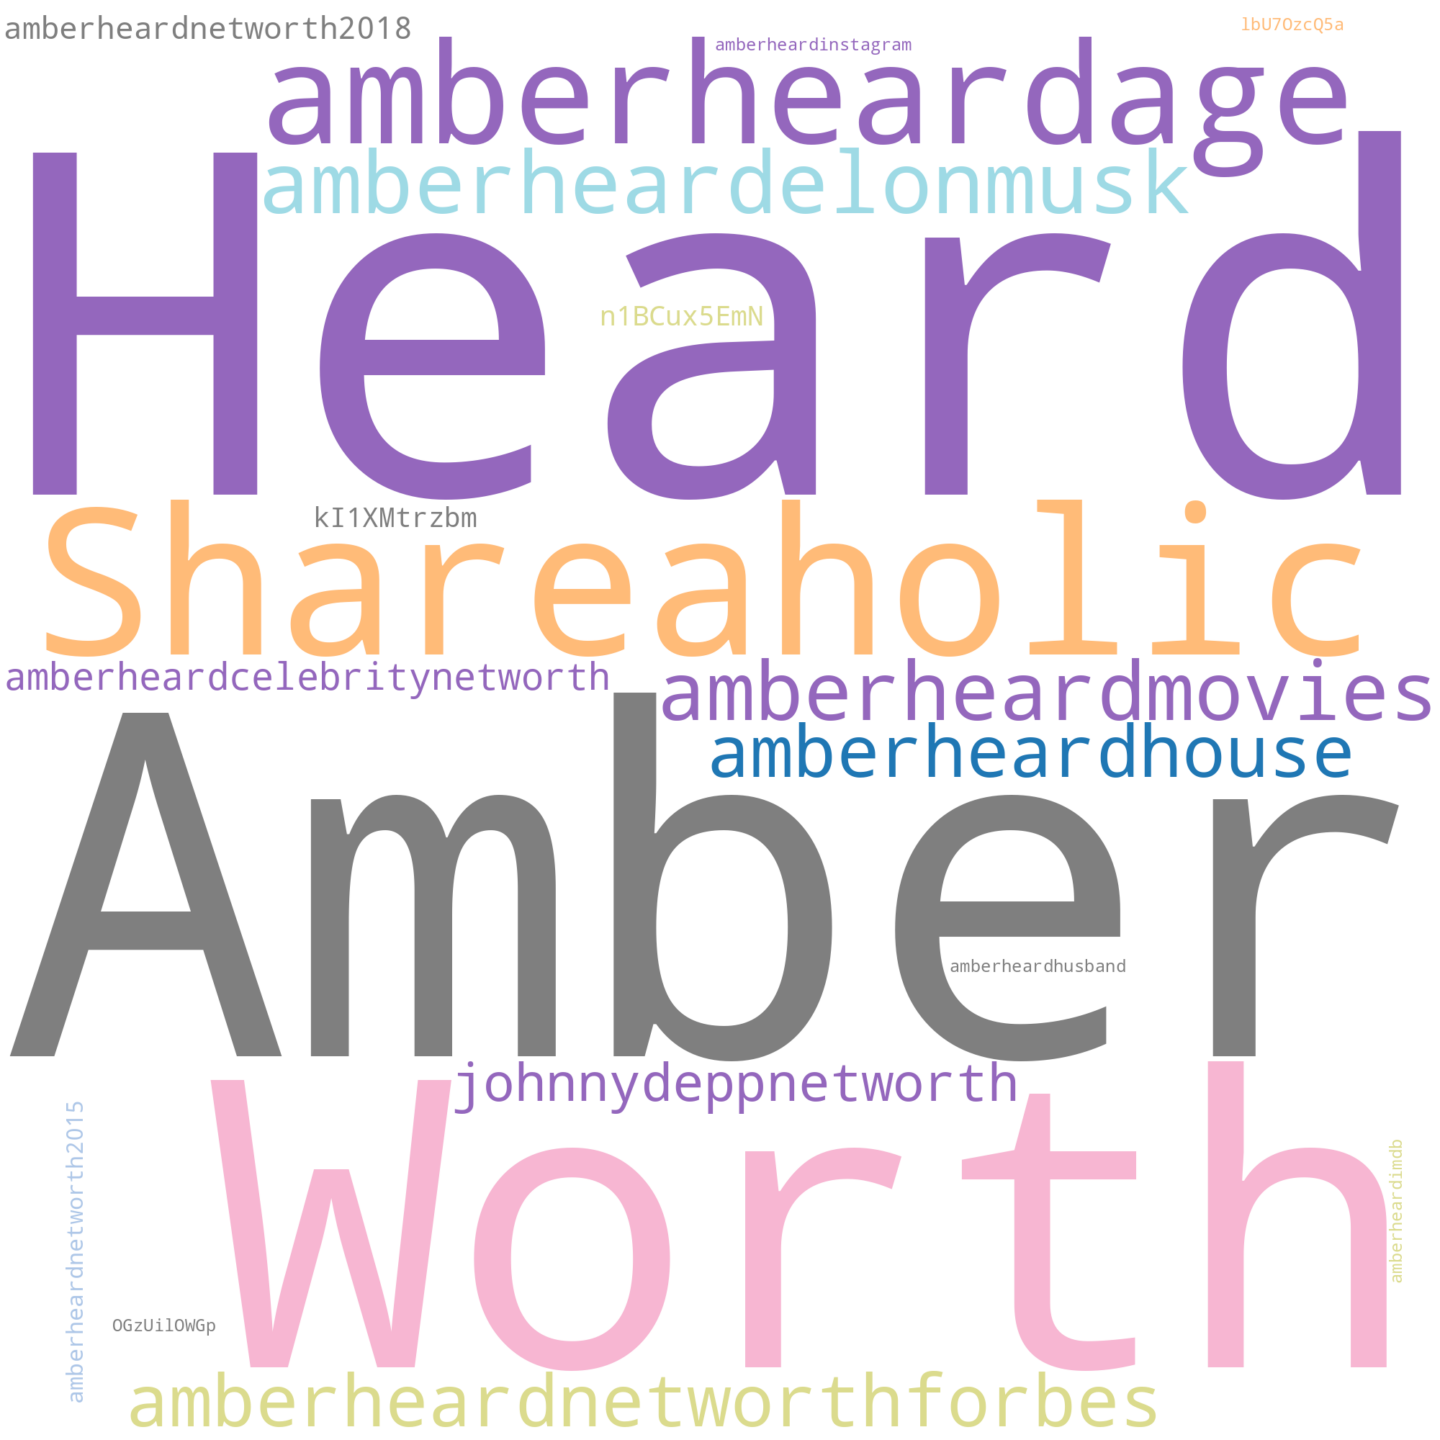 amberheardnetworth2018
lbU7OzcQ5a
amberheardinstagram
amberheardage
amberheardelonmusk
Heard
n1BCux5EmN
Shareaholic
kI1XMtrzbm
amberheardcelebritynetworth
amberheardmovies
amberheardhouse
Amber
amberheardhusband
johnnydeppnetworth
Worth
amberheardnetworth2015
amberheardimdb
OGzUilOWGp
amberheardnetworthforbes